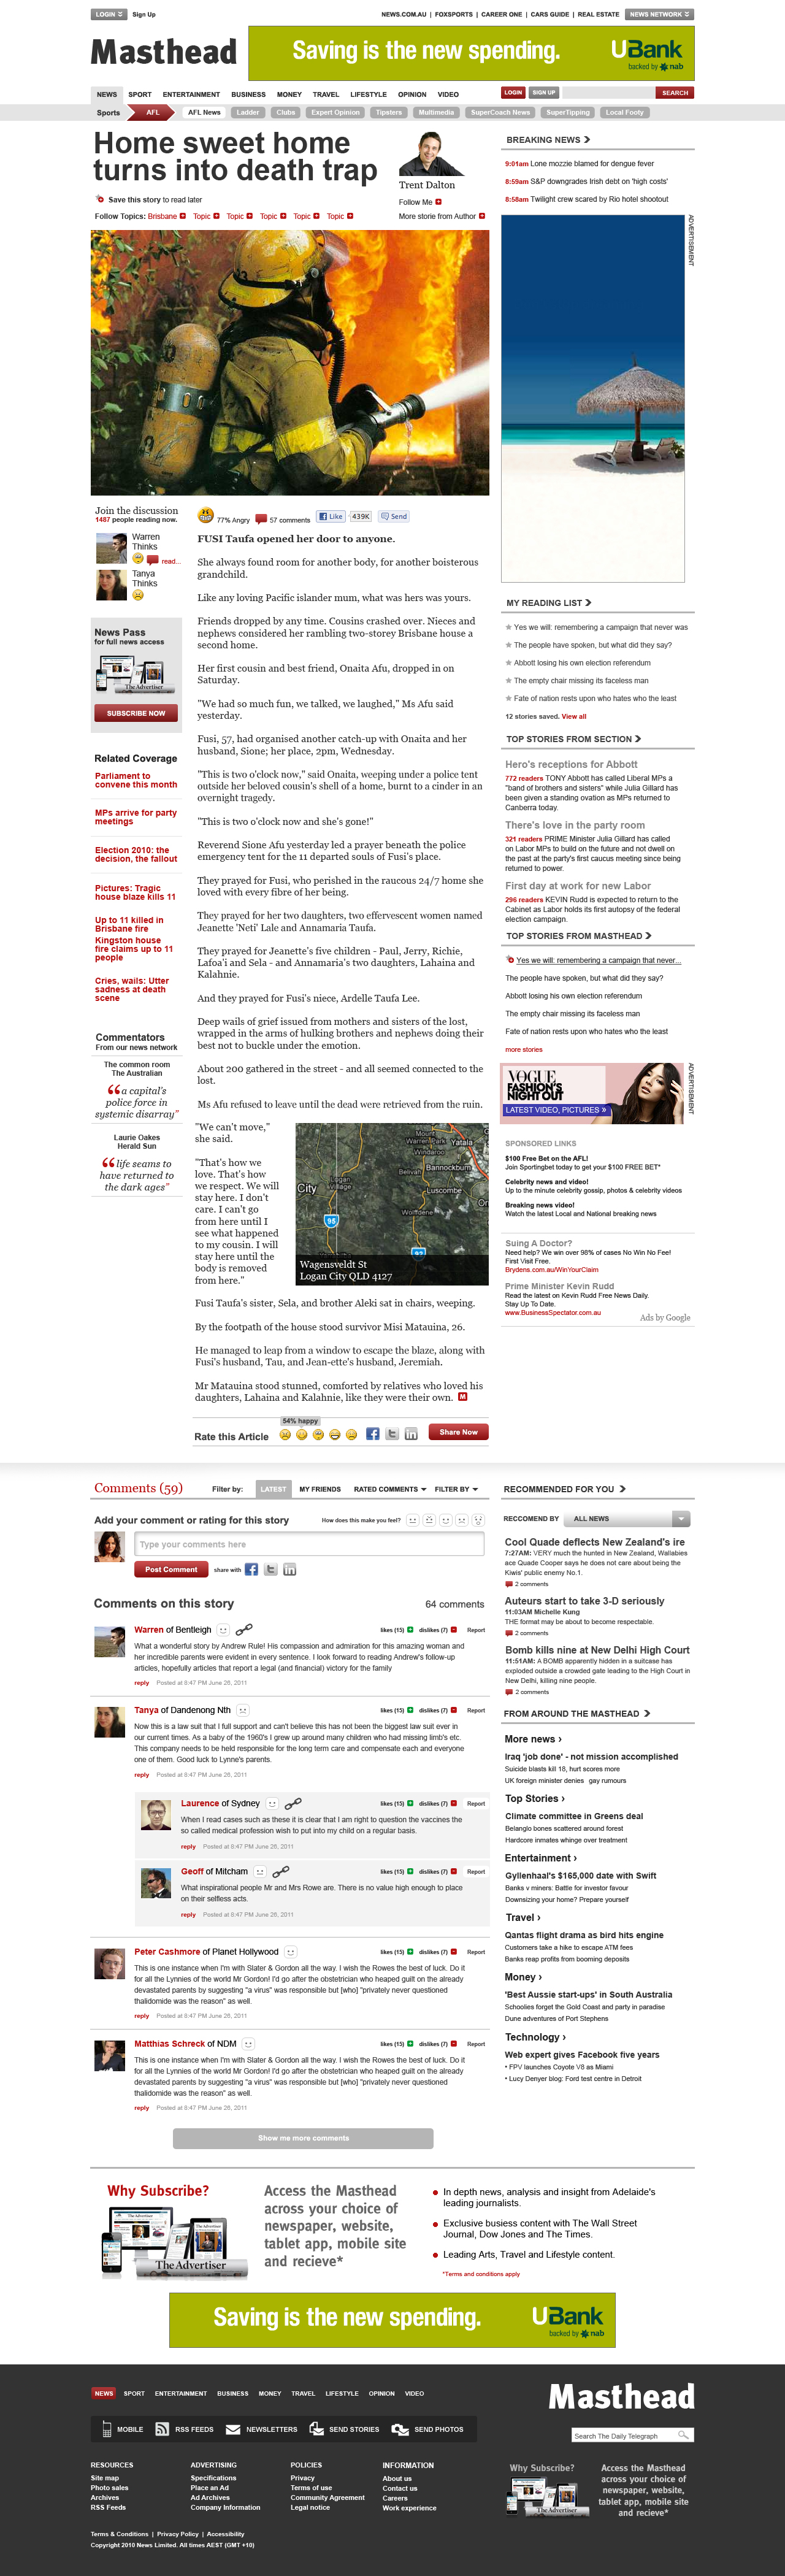 LOGIN Sign Up
NEWS.COM.AU | FOXSPORTS | CAREER ONE | CARS GUIDE | REAL ESTATE NEWS NETWORK
Masthead
Saving is the new spending.
UBank
backed by nab
NEWS SPORT ENTERTAINMENT BUSINESS MONEY TRAVEL LIFESTYLE OPINION VIDEO
LOGIN SIGN UP SEARCH
Sports AFL AFL News Ladder Clubs Expert Opinion Tipsters Multimedia SuperCoach News SuperTipping Local Footy
Home sweet home
turns into death trap
Save this story to read later
Follow Topics: Brisbane Topic Topic Topic Topic Topic
Trent Dalton
Follow Me
More storie from Author
BREAKING NEWS
9:01am Lone mozzie blamed for dengue fever
8:59am S&P downgrades Irish debt on 'high costs'
8:58am Twilight crew scared by Rio hotel shootout
ADVERTISEMENT
Join the discussion
1487 people reading now.
Warren
Thinks
read...
Tanya
Thinks
News Pass
for full news access
The Advertiser
SUBSCRIBE NOW
Related Coverage
Parliament to
convene this month
MPs arrive for party
meetings
Election 2010: the
decision, the fallout
Pictures: Tragic
house blaze kills 11
Up to 11 killed in
Brisbane fire
Kingston house
fire claims up to 11
people
Cries, wails: Utter
sadness at death
scene
Commentators
From our news network
The common room
The Australian
“a capital's
police force in
systemic disarray”
Laurie Oakes
Herald Sun
“life seams to
have returned to
the dark ages”
77% Angry 57 comments Like 439K Send
FUSI Taufa opened her door to anyone.
She always found room for another body, for another boisterous
grandchild.
Like any loving Pacific islander mum, what was hers was yours.
Friends dropped by any time. Cousins crashed over. Nieces and
nephews considered her rambling two-storey Brisbane house a
second home.
Her first cousin and best friend, Onaita Afu, dropped in on
Saturday.
"We had so much fun, we talked, we laughed," Ms Afu said
yesterday.
Fusi, 57, had organised another catch-up with Onaita and her
husband, Sione; her place, 2pm, Wednesday.
"This is two o'clock now," said Onaita, weeping under a police tent
outside her beloved cousin's shell of a home, burnt to a cinder in an
overnight tragedy.
"This is two o'clock now and she's gone!"
Reverend Sione Afu yesterday led a prayer beneath the police
emergency tent for the 11 departed souls of Fusi's place.
They prayed for Fusi, who perished in the raucous 24/7 home she
loved with every fibre of her being.
They prayed for her two daughters, two effervescent women named
Jeanate 'Neti' Lale and Annamaria Taufa.
They prayed for Jeanette's five children - Paul, Jerry, Richie,
Lafoa'i and Sela - and Annamaria's two daughters, Lahaina and
Kalahnie.
And they prayed for Fusi's niece, Ardelle Taufa Lee.
Deep wails of grief issued from mothers and sisters of the lost,
wrapped in the arms of hulking brothers and nephews doing their
best not to buckle under the emotion.
About 200 gathered in the street - and all seemed connected to the
lost.
Ms Afu refused to leave until the dead were retrieved from the ruin.
"We can't move,"
she said.
"That's how we
love. That's how
we respect. We will
stay here. I don't
care. I can't go
from here until I
see what happened
to my cousin. I will
stay here until the
body is removed
from here."
Mount
Warren Park
Yatala
Windaroo
City
Logan
Village
Belivah
Bannockburn
Luscombe
Wolffdene
95
Wagensveldt St
Logan City QLD 4127
Fusi Taufa's sister, Sela, and brother Aleki sat in chairs, weeping.
By the footpath of the house stood survivor Misi Matauina, 26.
He managed to leap from a window to escape the blaze, along with
Fusi's husband, Tau, and Jean-ette's husband, Jeremiah.
Mr Matauina stood stunned, comforted by relatives who loved his
daughters, Lahaina and Kalahnie, like they were their own. M
54% happy
Rate this Article Share Now
MY READING LIST
Yes we will: remembering a campaign that never was
The people have spoken, but what did they say?
Abbott losing his own election referendum
The empty chair missing its faceless man
Fate of nation rests upon who hates who the least
12 stories saved. View all
TOP STORIES FROM SECTION
Hero's receptions for Abbott
772 readers TONY Abbott has called Liberal MPs a
"band of brothers and sisters" while Julia Gillard has
been given a standing ovation as MPs returned to
Canberra today.
There's love in the party room
321 readers PRIME Minister Julia Gillard has called
on Labor MPs to build on the future and not dwell on
the past at the party's first caucus meeting since being
returned to power.
First day at work for new Labor
296 readers KEVIN Rudd is expected to return to the
Cabinet as Labor holds its first autopsy of the federal
election campaign.
TOP STORIES FROM MASTHEAD
Yes we will: remembering a campaign that never...
The people have spoken, but what did they say?
Abbott losing his own election referendum
The empty chair missing its faceless man
Fate of nation rests upon who hates who the least
more stories
VOGUE
FASHION'S
NIGHT OUT
LATEST VIDEO, PICTURES »
ADVERTISEMENT
SPONSORED LINKS
$100 Free Bet on the AFL!
Join Sportingbet today to get your $100 FREE BET*
Celebrity news and video!
Up to the minute celebrity gossip, photos & celebrity videos
Breaking news video!
Watch the latest Local and National breaking news
Suing A Doctor?
Need help? We win over 98% of cases No Win No Fee!
First Visit Free.
Brydens.com.au/WinYourClaim
Prime Minister Kevin Rudd
Read the latest on Kevin Rudd Free News Daily.
Stay Up To Date.
www.BusinessSpectator.com.au
Ads by Google
Comments (59)
Filter by: LATEST MY FRIENDS RATED COMMENTS FILTER BY
Add your comment or rating for this story
How does this make you feel?
Type your comments here
Post Comment share with
Comments on this story 64 comments
Warren of Bentleigh likes (15) dislikes (7) Report
What a wonderful story by Andrew Rule! His compassion and admiration for this amazing woman and
her incredible parents were evident in every sentence. I look forward to reading Andrew's follow-up
articles, hopefully articles that report a legal (and financial) victory for the family
reply Posted at 8:47 PM June 26, 2011
Tanya of Dandenong Nth likes (15) dislikes (7) Report
Now this is a law suit that I full support and can't believe this has not been the biggest law suit ever in
our current times. As a baby of the 1960's I grew up around many children who had missing limb's etc.
This company needs to be held responsible for the long term care and compensate each and everyone
one of them. Good luck to Lynne's parents.
reply Posted at 8:47 PM June 26, 2011
Laurence of Sydney likes (15) dislikes (7) Report
When I read cases such as these it is clear that I am right to question the vaccines the
so called medical profession wish to put into my child on a regular basis.
reply Posted at 8:47 PM June 26, 2011
Geoff of Mitcham likes (15) dislikes (7) Report
What inspirational people Mr and Mrs Rowe are. There is no value high enough to place
on their selfless acts.
reply Posted at 8:47 PM June 26, 2011
Peter Cashmore of Planet Hollywood likes (15) dislikes (7) Report
This is one instance when I'm with Slater & Gordon all the way. I wish the Rowes the best of luck. Do it
for all the Lynnies of the world Mr Gordon! I'd go after the obstetrician who heaped guilt on the already
devastated parents by suggesting "a virus" was responsible but [who] "privately never questioned
thalidomide was the reason" as well.
reply Posted at 8:47 PM June 26, 2011
Matthias Schreck of NDM likes (15) dislikes (7) Report
This is one instance when I'm with Slater & Gordon all the way. I wish the Rowes the best of luck. Do it
for all the Lynnies of the world Mr Gordon! I'd go after the obstetrician who heaped guilt on the already
devastated parents by suggesting "a virus" was responsible but [who] "privately never questioned
thalidomide was the reason" as well.
reply Posted at 8:47 PM June 26, 2011
Show me more comments
RECOMMENDED FOR YOU
RECCOMEND BY ALL NEWS
Cool Quade deflects New Zealand's ire
7:27AM: VERY much the hunted in New Zealand, Wallabies
ace Quade Cooper says he does not care about being the
Kiwis' public enemy No.1.
2 comments
Auteurs start to take 3-D seriously
11:03AM Michelle Kung
THE format may be about to become respectable.
2 comments
Bomb kills nine at New Delhi High Court
11:51AM: A BOMB apparently hidden in a suitcase has
exploded outside a crowded gate leading to the High Court in
New Delhi, killing nine people.
2 comments
FROM AROUND THE MASTHEAD
More news ›
Iraq 'job done' - not mission accomplished
Suicide blasts kill 18, hurt scores more
UK foreign minister denies gay rumours
Top Stories ›
Climate committee in Greens deal
Belanglo bones scattered around forest
Hardcore inmates whinge over treatment
Entertainment ›
Gyllenhaal's $165,000 date with Swift
Banks v miners: Battle for investor favour
Downsizing your home? Prepare yourself
Travel ›
Qantas flight drama as bird hits engine
Customers take a hike to escape ATM fees
Banks reap profits from booming deposits
Money ›
'Best Aussie start-ups' in South Australia
Schoolies forget the Gold Coast and party in paradise
Dune adventures of Port Stephens
Technology ›
Web expert gives Facebook five years
• FPV launches Coyote V8 as Miami
• Lucy Denyer blog: Ford test centre in Detroit
Why Subscribe?
The Advertiser
Access the Masthead
across your choice of
newspaper, website,
tablet app, mobile site
and recieve*
In depth news, analysis and insight from Adelaide's
leading journalists.
Exclusive busiess content with The Wall Street
Journal, Dow Jones and The Times.
Leading Arts, Travel and Lifestyle content.
*Terms and conditions apply
Saving is the new spending.
UBank
backed by nab
NEWS SPORT ENTERTAINMENT BUSINESS MONEY TRAVEL LIFESTYLE OPINION VIDEO
Masthead
MOBILE RSS FEEDS NEWSLETTERS SEND STORIES SEND PHOTOS
Search The Daily Telegraph
RESOURCES
Site map
Photo sales
Archives
RSS Feeds
ADVERTISING
Specifications
Place an Ad
Ad Archives
Company Information
POLICIES
Privacy
Terms of use
Community Agreement
Legal notice
INFORMATION
About us
Contact us
Careers
Work experience
Why Subscribe?
The Advertiser
Access the Masthead
across your choice of
newspaper, website,
tablet app, mobile site
and recieve*
Terms & Conditions | Privacy Policy | Accessibility
Copyright 2010 News Limited. All times AEST (GMT +10)